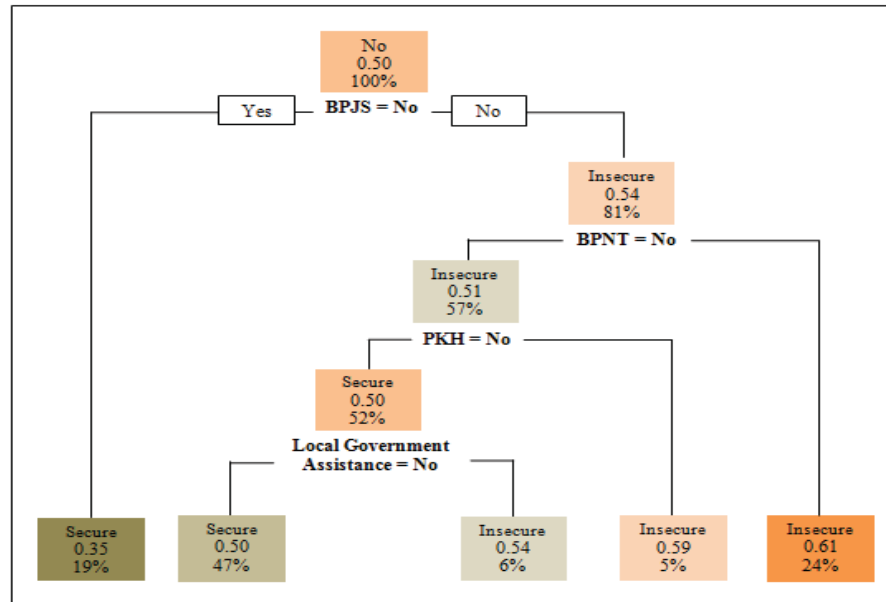 No
0.50
100%
Yes
BPJS = No
No
Insecure
0.54
81%
BPNT = No
Insecure
0.51
57%
PKH = No
Secure
0.50
52%
Local Government
Assistance = No
Secure
0.35
19%
Secure
0.50
47%
Insecure
0.54
6%
Insecure
0.59
5%
Insecure
0.61
24%